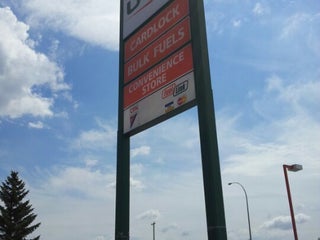 CARDLOCK
BULK FUELS
CONVENIENCE
STORE